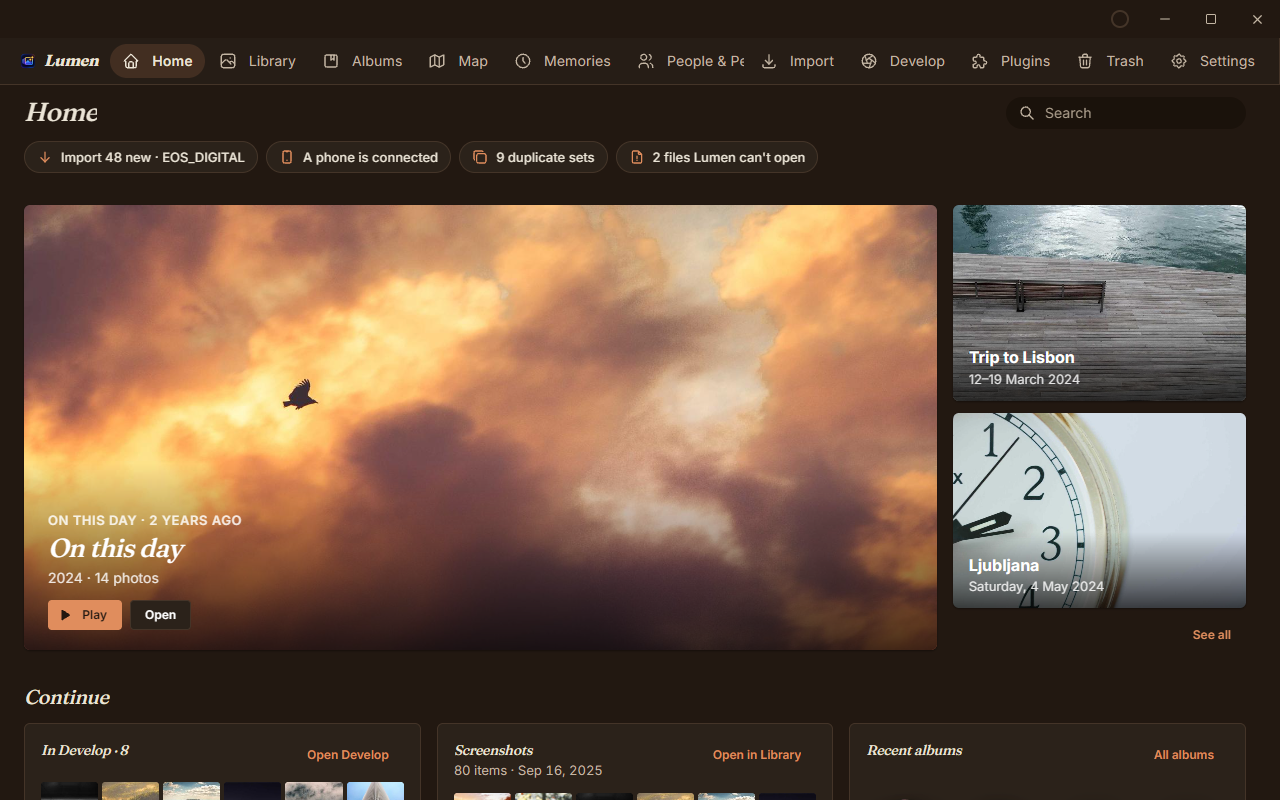 Lumen
Home
Library
Albums
Map
Memories
People & Pe
Import
Develop
Plugins
Trash
Settings
Home
Search
Import 48 new · EOS_DIGITAL
A phone is connected
9 duplicate sets
2 files Lumen can't open
ON THIS DAY · 2 YEARS AGO
On this day
2024 · 14 photos
Play
Open
Trip to Lisbon
12–19 March 2024
1
2
3
4
X
Ljubljana
Saturday, 4 May 2024
See all
Continue
In Develop · 8
Open Develop
Screenshots
80 items · Sep 16, 2025
Open in Library
Recent albums
All albums